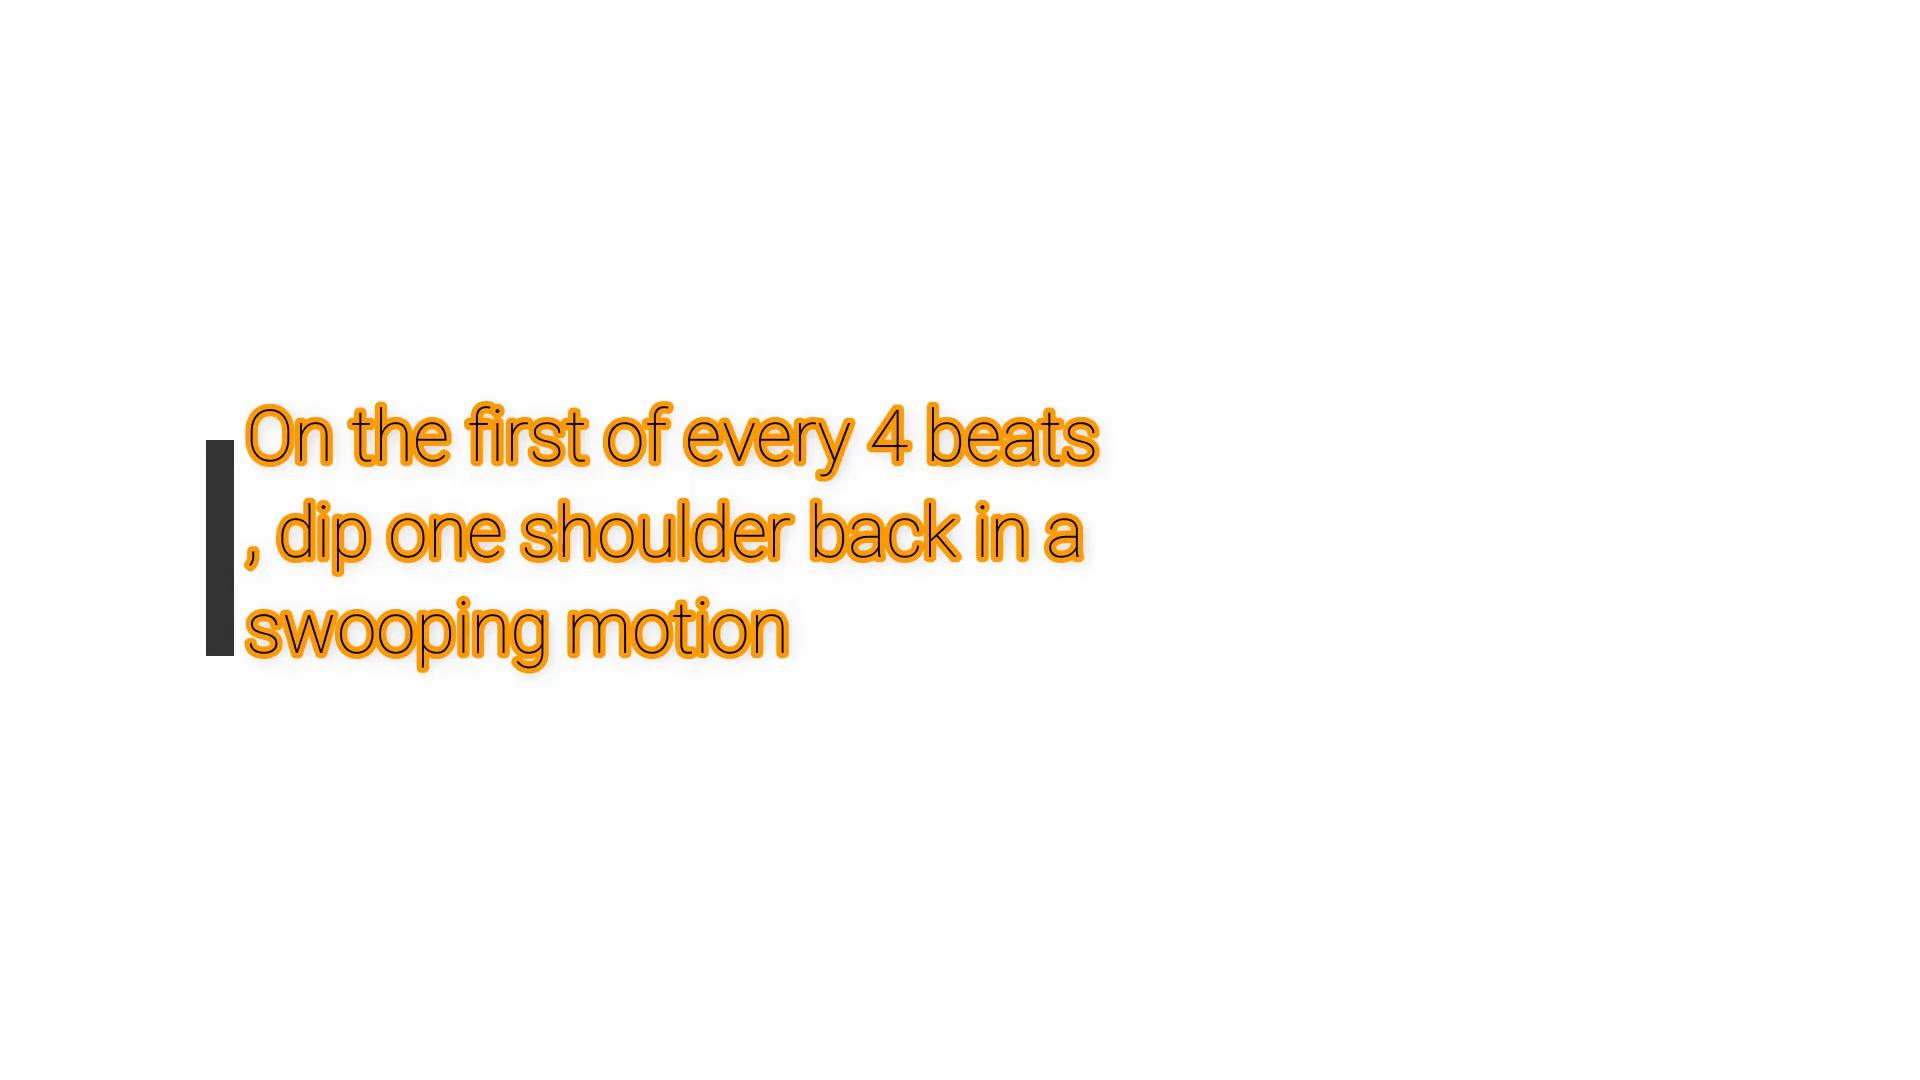 On the first of every 4 beats
, dip one shoulder back in a
swooping motion